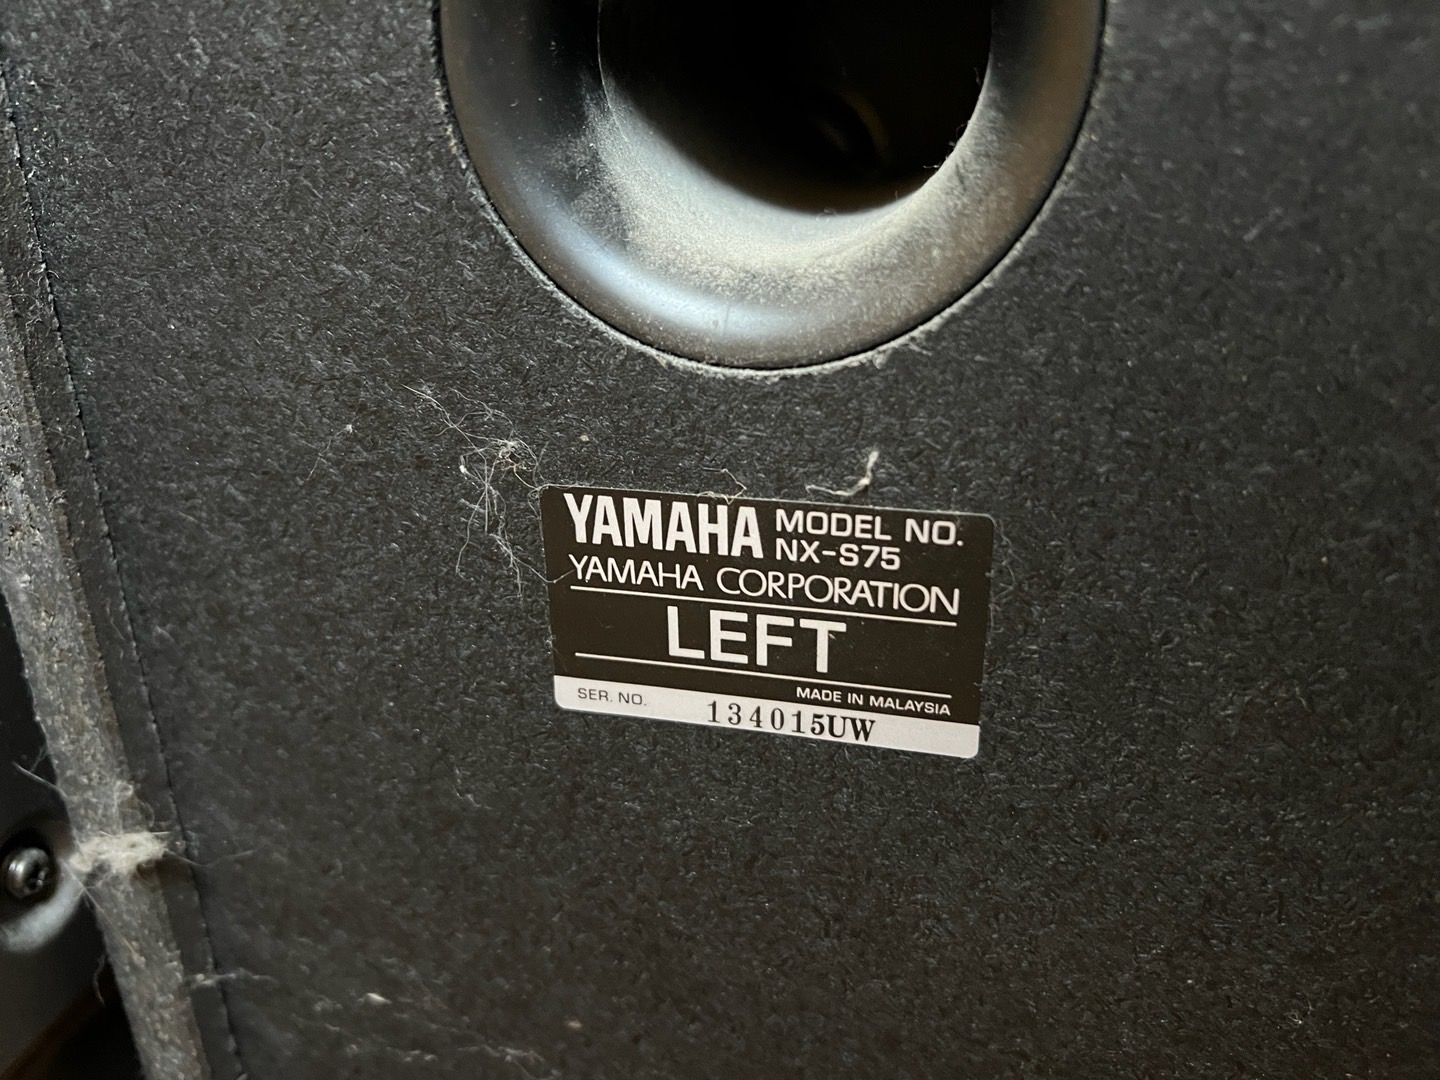 YAMAHA MODEL NO.
NX-S75
YAMAHA CORPORATION
LEFT
MADE IN MALAYSIA
SER. NO. 134015UW